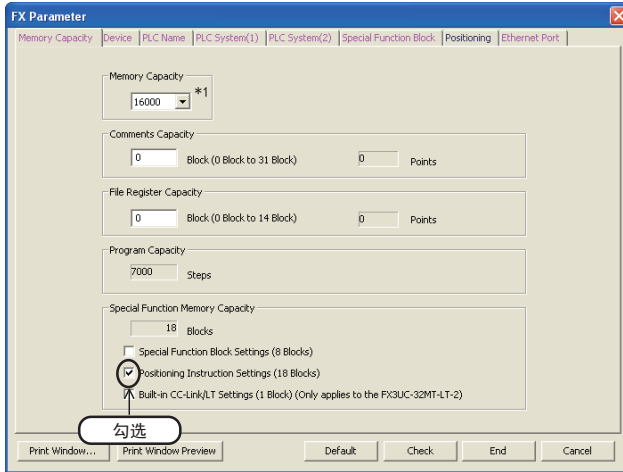 FX Parameter
Memory Capacity Device PLC Name PLC System(1) PLC System(2) Special Function Block Positioning Ethernet Port
Memory Capacity
16000 *1
Comments Capacity
0 Block (0 Block to 31 Block) 0 Points
File Register Capacity
0 Block (0 Block to 14 Block) 0 Points
Program Capacity
7000 Steps
Special Function Memory Capacity
18 Blocks
Special Function Block Settings (8 Blocks)
Positioning Instruction Settings (18 Blocks)
Built-in CC-Link/LT Settings (1 Block) (Only applies to the FX3UC-32MT-LT-2)
勾选
Print Window... Print Window Preview Default Check End Cancel